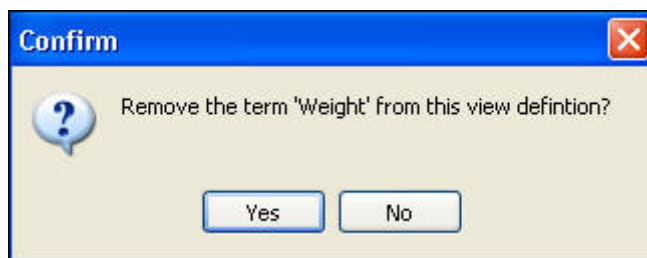 Confirm
Remove the term 'Weight' from this view defintion?
Yes
No